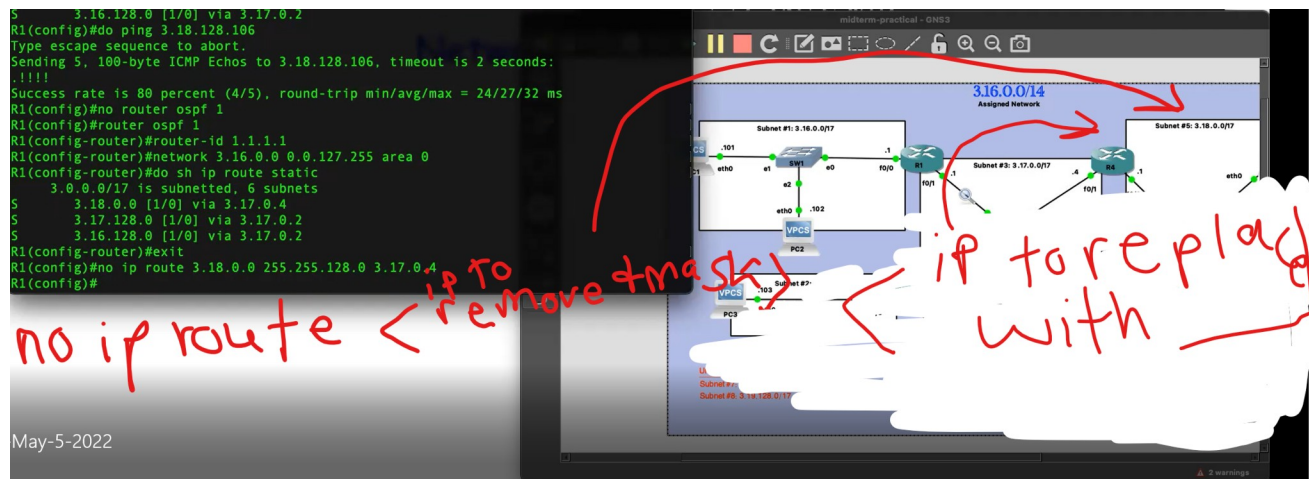 S 3.16.128.0 [1/0] via 3.17.0.2
R1(config)#do ping 3.18.128.106
Type escape sequence to abort.
Sending 5, 100-byte ICMP Echos to 3.18.128.106, timeout is 2 seconds:
.!!!!
Success rate is 80 percent (4/5), round-trip min/avg/max = 24/27/32 ms
R1(config)#no router ospf 1
R1(config)#router ospf 1
R1(config-router)#router-id 1.1.1.1
R1(config-router)#network 3.16.0.0 0.0.127.255 area 0
R1(config-router)#do sh ip route static
3.0.0.0/17 is subnetted, 6 subnets
S 3.18.0.0 [1/0] via 3.17.0.4
S 3.17.128.0 [1/0] via 3.17.0.2
S 3.16.128.0 [1/0] via 3.17.0.2
R1(config-router)#exit
R1(config)#no ip route 3.18.0.0 255.255.128.0 3.17.0.4
R1(config)#
midterm-practical - GNS3
3.16.0.0/14
Assigned Network
Subnet #1: 3.16.0.0/17
Subnet #5: 3.18.0.0/17
.101
eth0
e1
SW1
e0
.1
f0/0
R1
.1
f0/1
Subnet #3: 3.17.0.0/17
.4
f0/1
R4
.1
eth0
e2
eth0
.102
VPCS
PC2
VPCS
.103
PC3
Subnet #2:
Subnet #7
Subnet #8: 3.19.128.0/17
no ip route < ip to remove + mask >
< ip to replace with
May-5-2022
2 warnings